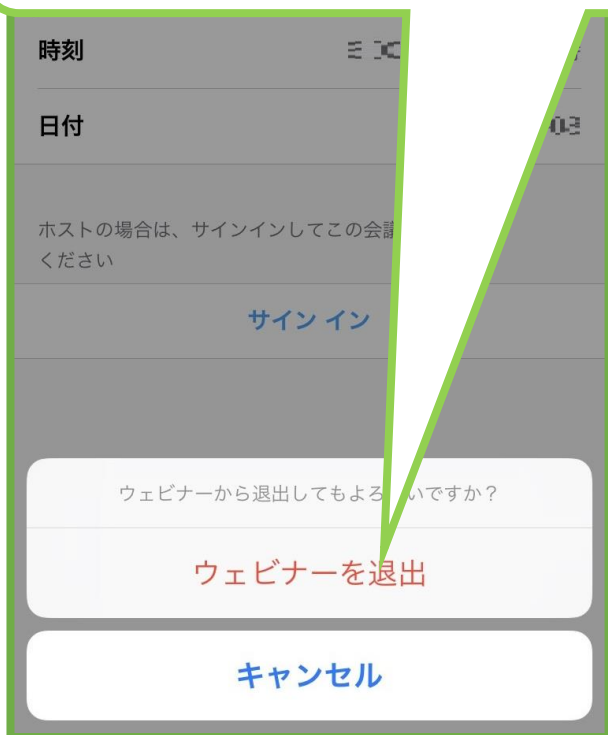 時刻
日付
ホストの場合は、サインインしてこの会議
ください
サイン イン
ウェビナーから退出してもよろ いですか？
ウェビナーを退出
キャンセル